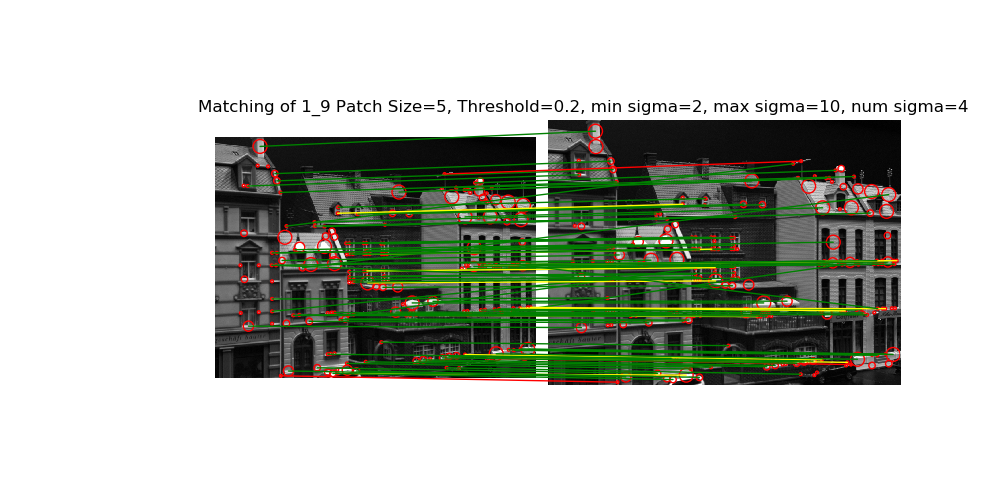 Matching of 1_9 Patch Size=5, Threshold=0.2, min sigma=2, max sigma=10, num sigma=4